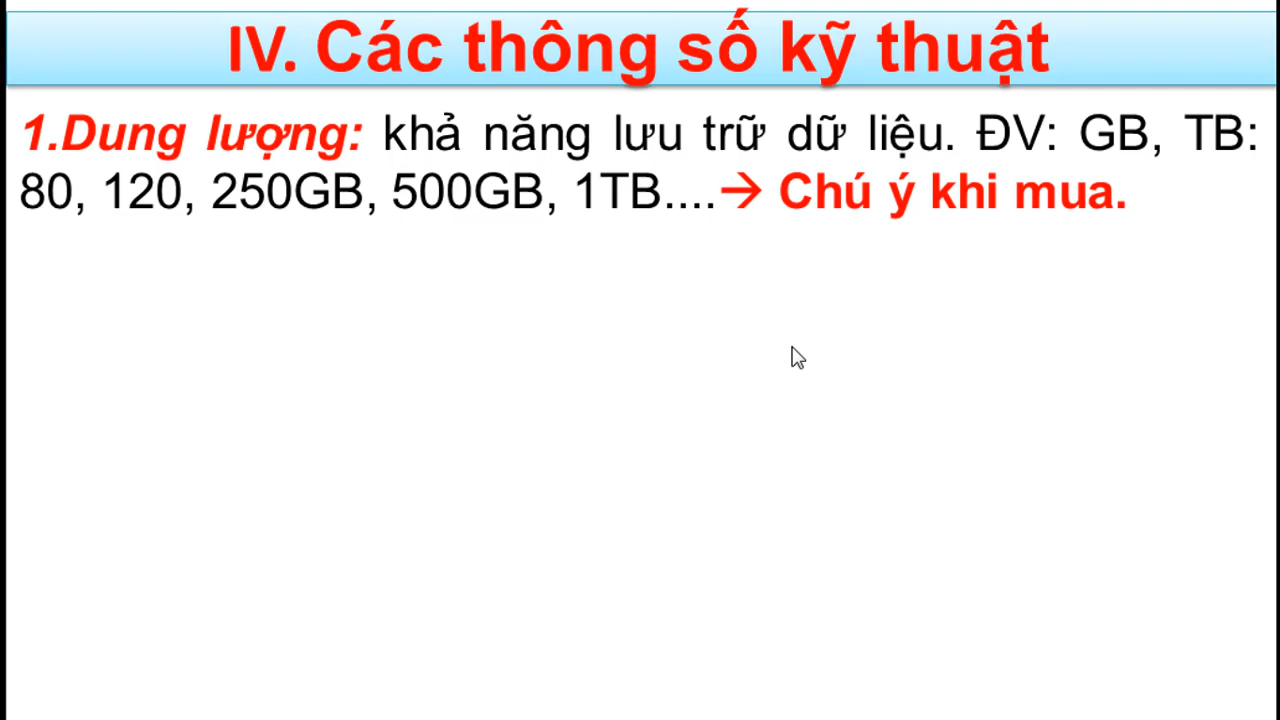 IV. Các thông số kỹ thuật
1.Dung lượng: khả năng lưu trữ dữ liệu. ĐV: GB, TB:
80, 120, 250GB, 500GB, 1TB....→ Chú ý khi mua.